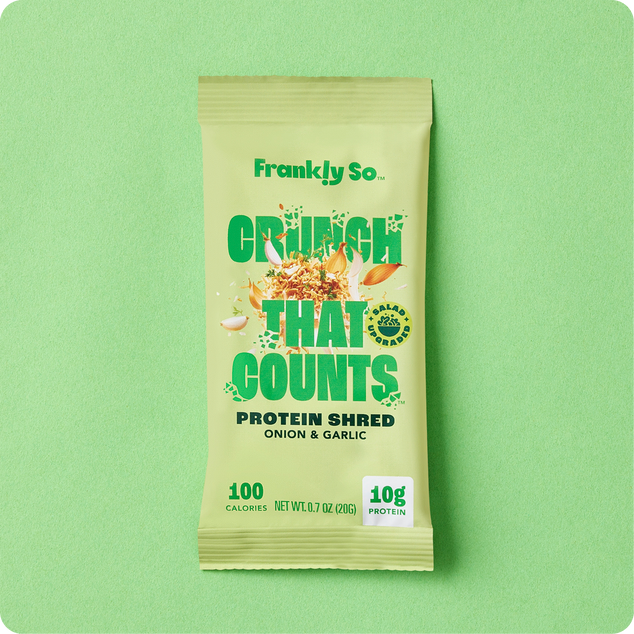 Frankly So™
CRUNCH
THAT
COUNTS™
SALAD
UPGRADED
PROTEIN SHRED
ONION & GARLIC
100
CALORIES
NET WT. 0.7 OZ (20G)
10g
PROTEIN